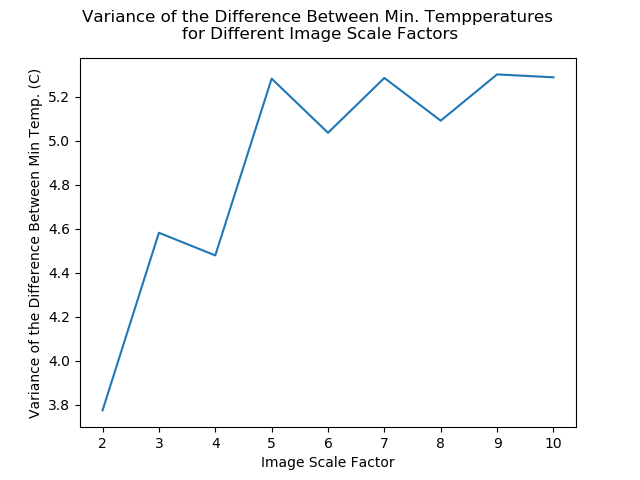 Variance of the Difference Between Min. Tempperatures
for Different Image Scale Factors
Variance of the Difference Between Min Temp. (C)
5.2
5.0
4.8
4.6
4.4
4.2
4.0
3.8
2 3 4 5 6 7 8 9 10
Image Scale Factor